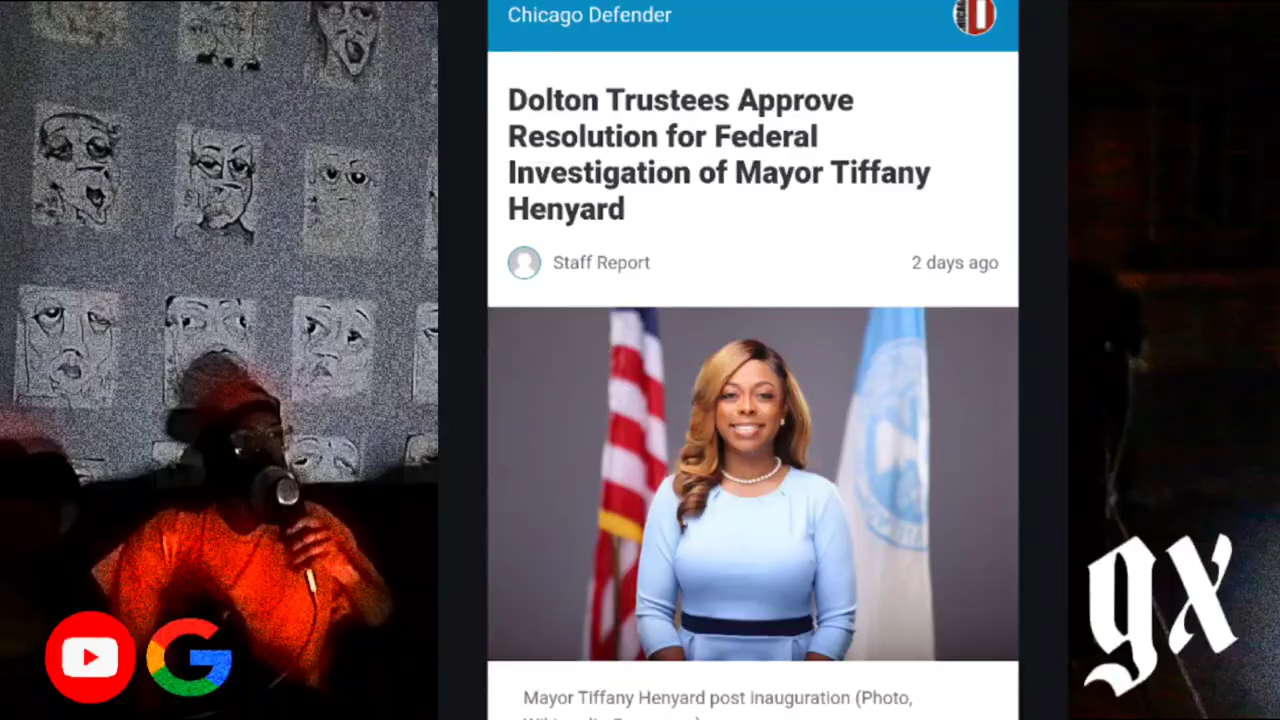 Chicago Defender
Dolton Trustees Approve
Resolution for Federal
Investigation of Mayor Tiffany
Henyard
Staff Report
2 days ago
Mayor Tiffany Henyard post inauguration (Photo,
gx